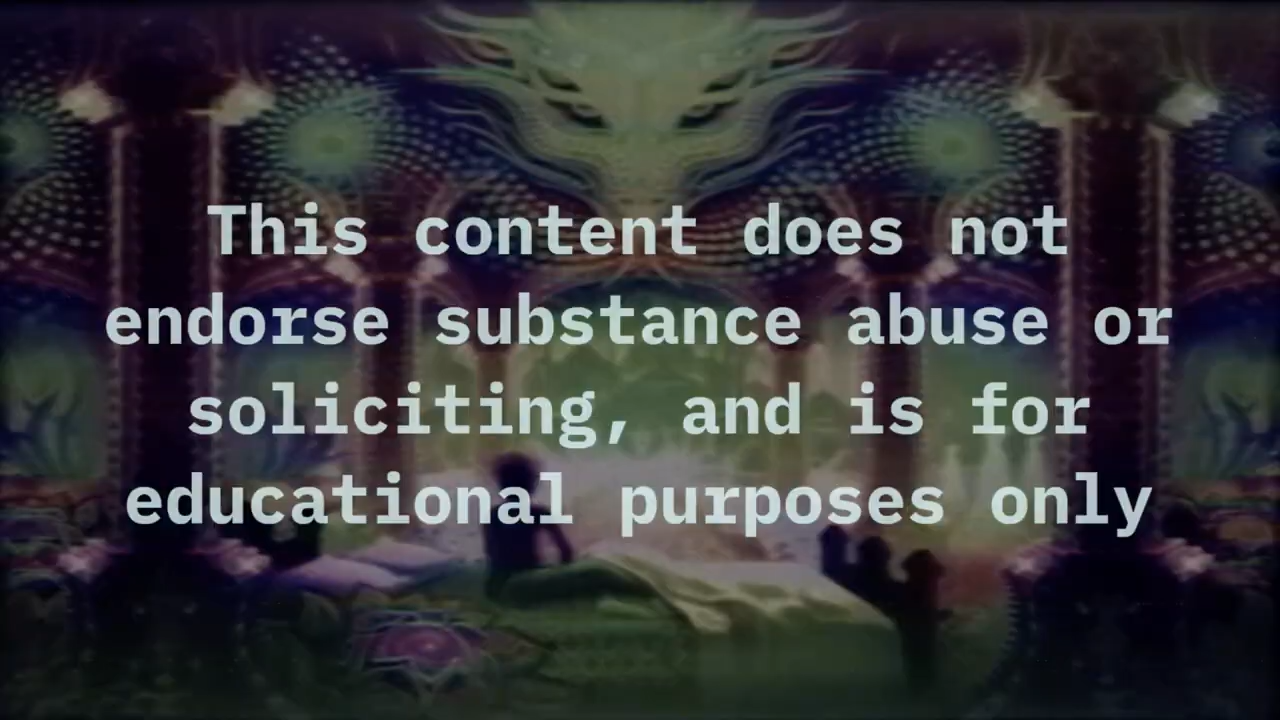 This content does not
endorse substance abuse or
soliciting, and is for
educational purposes only